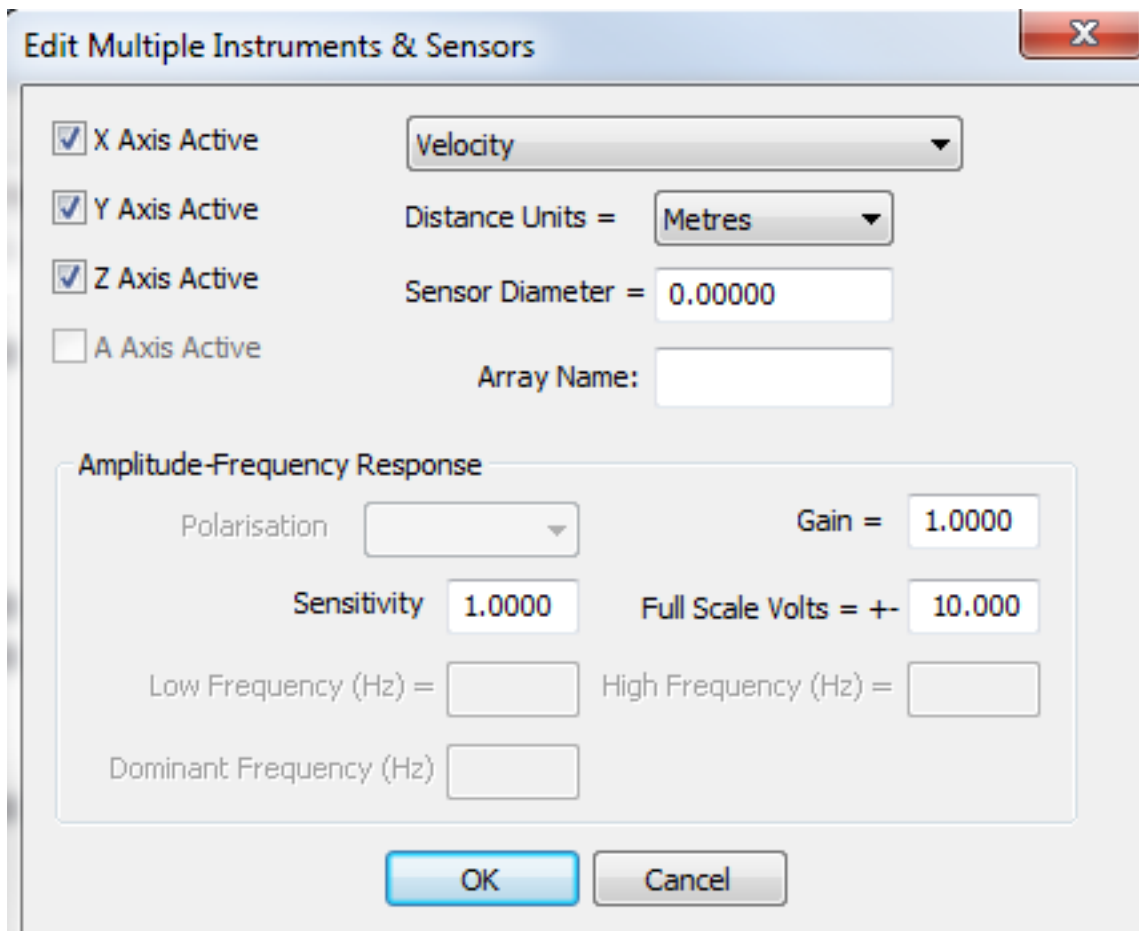 Edit Multiple Instruments & Sensors
X Axis Active
Velocity
Y Axis Active
Distance Units =
Metres
Z Axis Active
Sensor Diameter =
0.00000
A Axis Active
Array Name:
Amplitude-Frequency Response
Polarisation
Gain =
1.0000
Sensitivity
1.0000
Full Scale Volts = +-
10.000
Low Frequency (Hz) =
High Frequency (Hz) =
Dominant Frequency (Hz)
OK
Cancel